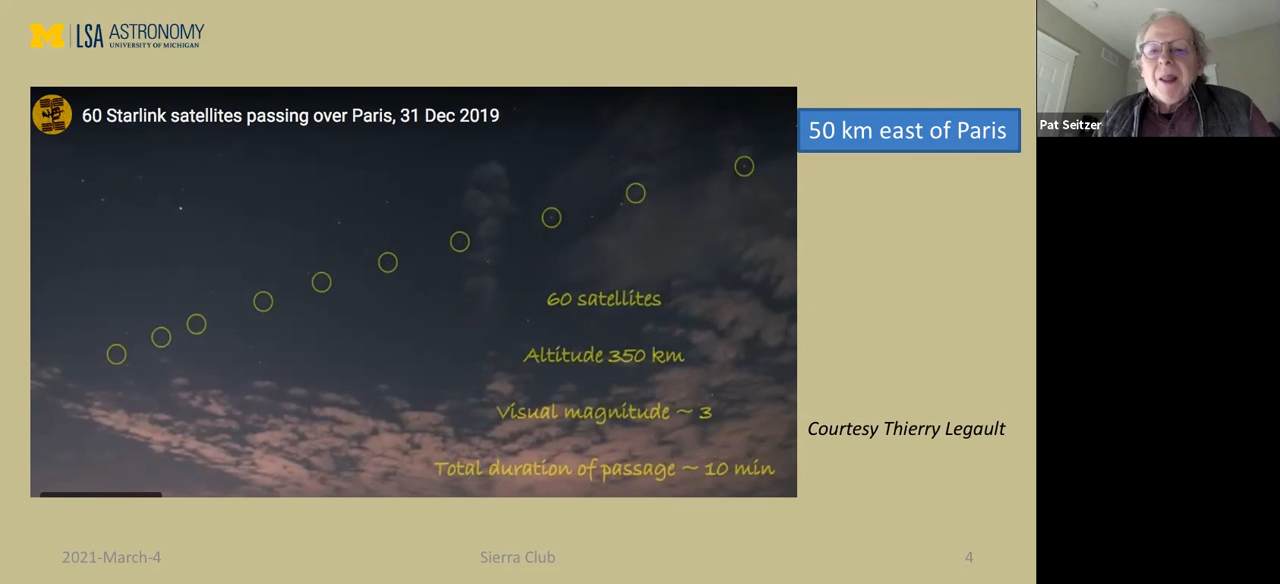 M | LSA ASTRONOMY
UNIVERSITY OF MICHIGAN
60 Starlink satellites passing over Paris, 31 Dec 2019
50 km east of Paris
Pat Seitzer
60 satellites
Altitude 350 km
Visual magnitude ~ 3
Total duration of passage ~ 10 min
Courtesy Thierry Legault
2021-March-4
Sierra Club
4